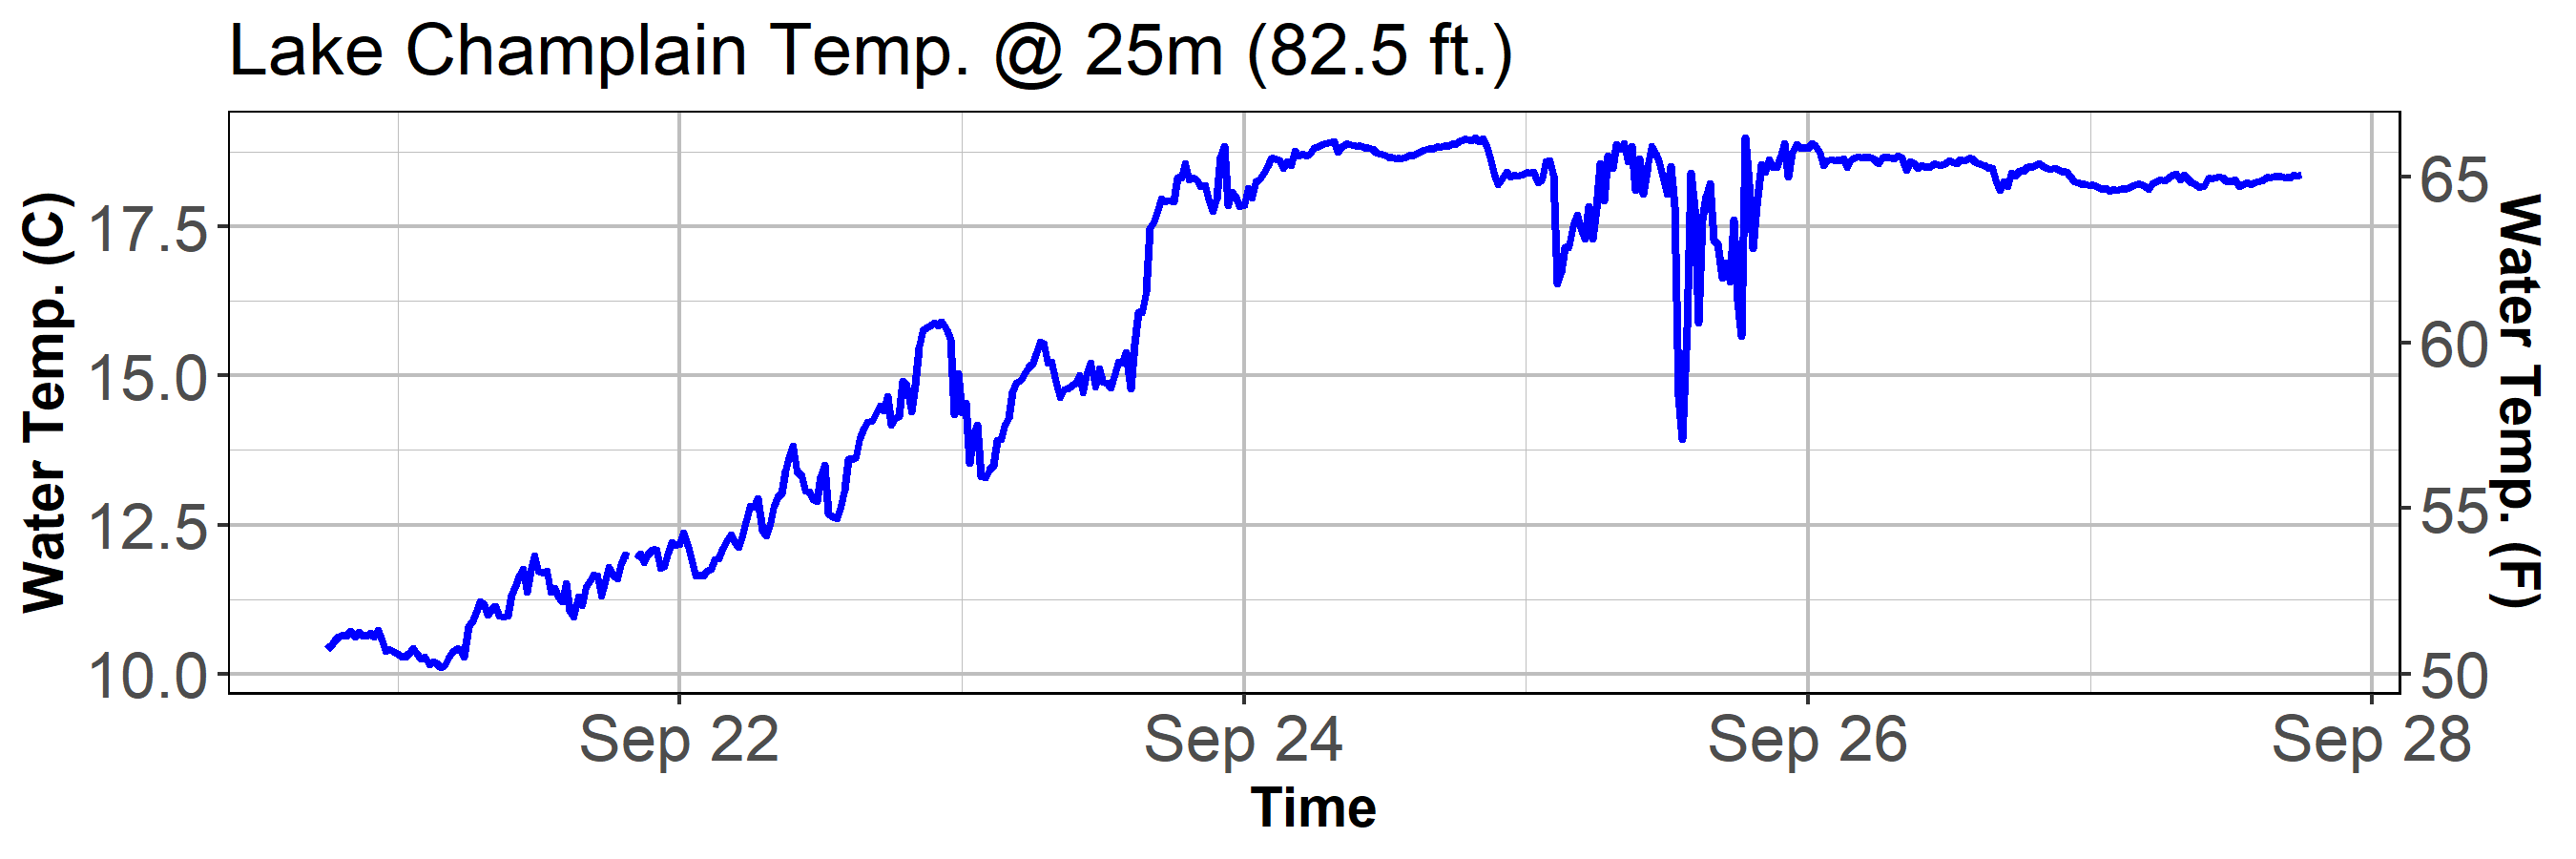 Lake Champlain Temp. @ 25m (82.5 ft.)
Water Temp. (C)
17.5
15.0
12.5
10.0
65
60
55
50
Water Temp. (F)
Sep 22
Sep 24
Sep 26
Sep 28
Time